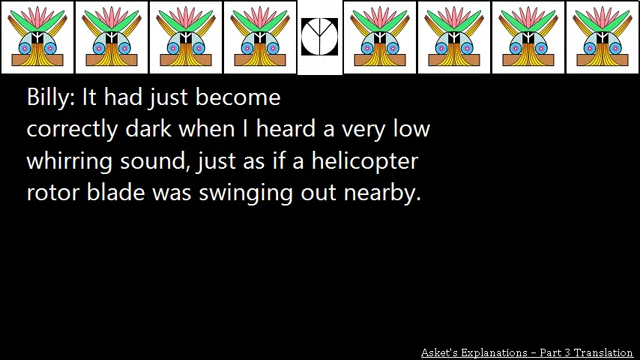 Billy: It had just become
correctly dark when I heard a very low
whirring sound, just as if a helicopter
rotor blade was swinging out nearby.
Asket's Explanations – Part 3 Translation